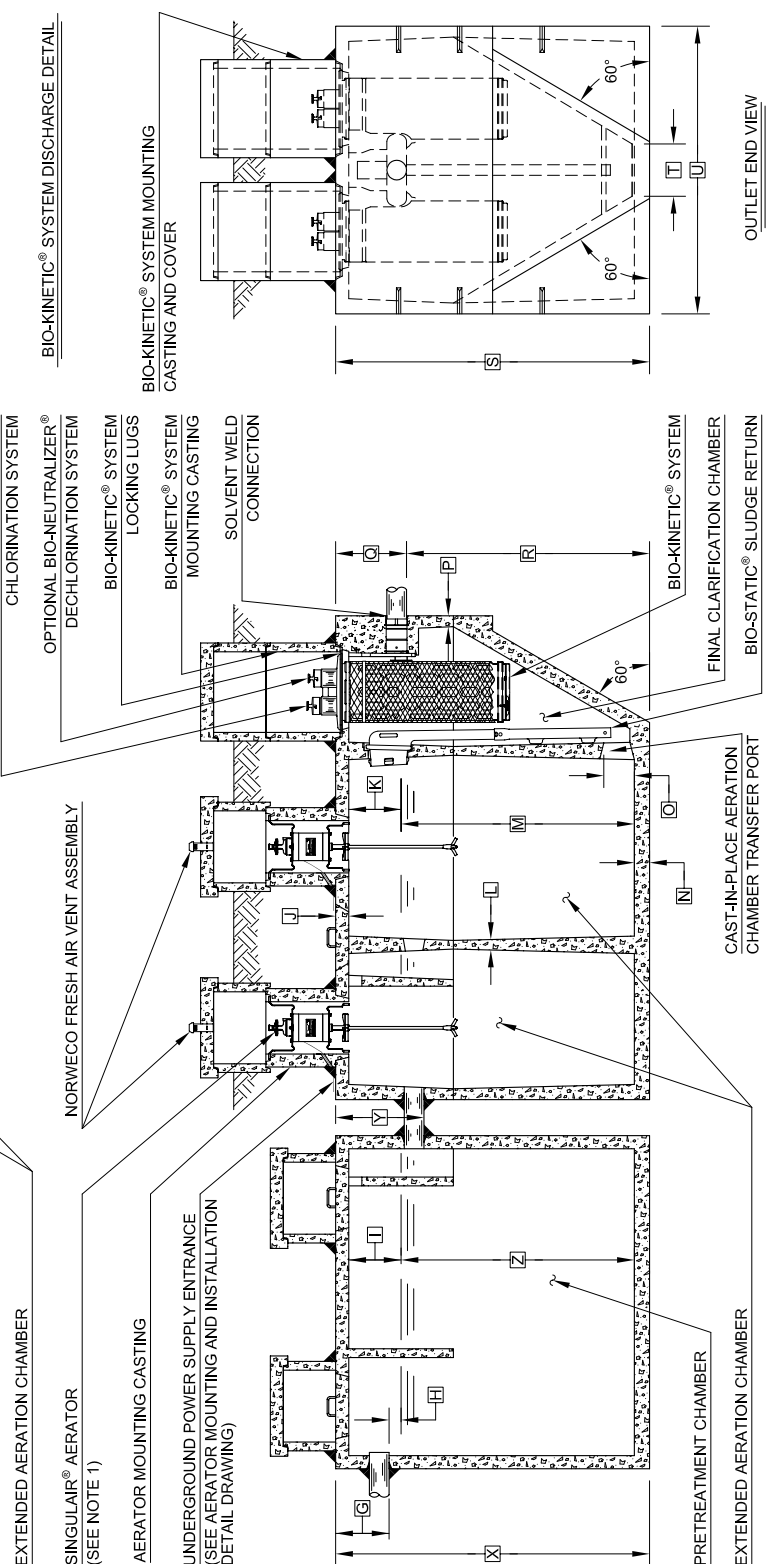 EXTENDED AERATION CHAMBER
SINGULAIR® AERATOR
(SEE NOTE 1)
AERATOR MOUNTING CASTING
UNDERGROUND POWER SUPPLY ENTRANCE
(SEE AERATOR MOUNTING AND INSTALLATION
DETAIL DRAWING)
NORWECO FRESH AIR VENT ASSEMBLY
CHLORINATION SYSTEM
OPTIONAL BIO-NEUTRALIZER®
DECHLORINATION SYSTEM
BIO-KINETIC® SYSTEM
LOCKING LUGS
BIO-KINETIC® SYSTEM
MOUNTING CASTING
SOLVENT WELD
CONNECTION
G
H
I
X
Y
Z
J
K
L
M
N
O
P
Q
R
60°
PRETREATMENT CHAMBER
EXTENDED AERATION CHAMBER
CAST-IN-PLACE AERATION
CHAMBER TRANSFER PORT
BIO-KINETIC® SYSTEM
FINAL CLARIFICATION CHAMBER
BIO-STATIC® SLUDGE RETURN
BIO-KINETIC® SYSTEM DISCHARGE DETAIL
BIO-KINETIC® SYSTEM MOUNTING
CASTING AND COVER
S
60°
60°
T
U
OUTLET END VIEW